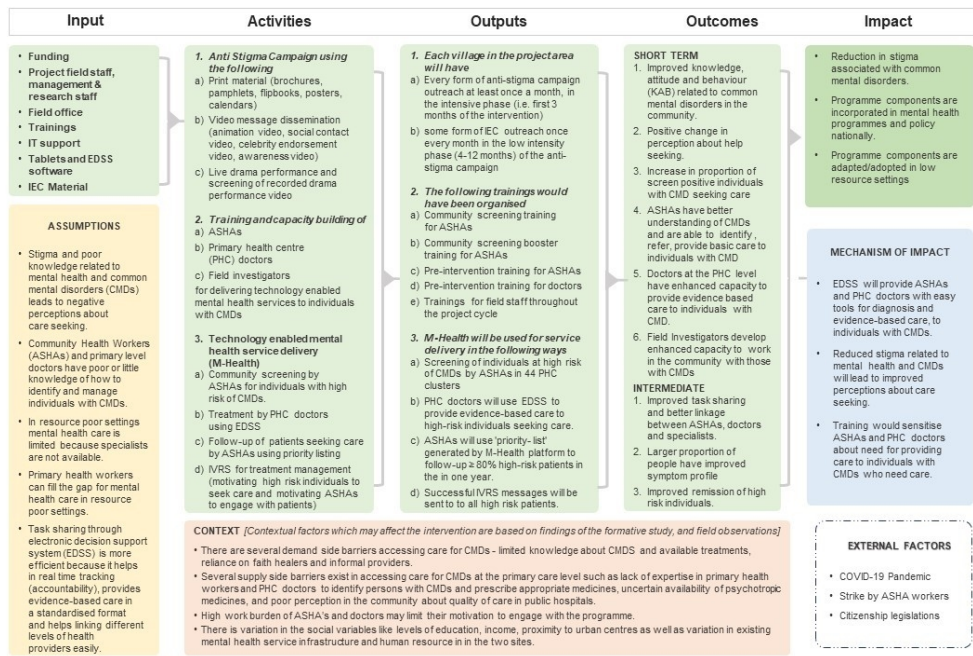 Input
Activities
Outputs
Outcomes
Impact
• Funding
• Project field staff,
management &
research staff
• Field office
• Trainings
• IT support
• Tablets and EDSS
software
• IEC Material
ASSUMPTIONS
• Stigma and poor
knowledge related to
mental health and common
mental disorders (CMDs)
leads to negative
perceptions about
care seeking.
• Community Health
Workers (ASHAs) and primary level
doctors have poor or little
knowledge of how to
identify and manage
individuals with CMDs.
• In resource poor settings
mental health care is
limited because specialists
are not available.
• Primary health workers
can fill the gap for mental
health care in resource
poor settings.
• Task sharing through
electronic decision support
system (EDSS) is more
efficient because it helps
in real time tracking
(accountability), provides
evidence-based care in
a standardised format
and helps linking different
levels of health
providers easily.
1. Anti Stigma Campaign using
the following
a) Print material (brochures,
pamphlets, flipbooks, posters,
calendars)
b) Video message dissemination
(animation video, social contact
video, celebrity endorsement
video, awareness video)
c) Live drama performance and
screening of recorded drama
performance video
2. Training and capacity building of
a) ASHAs
b) Primary health centre
(PHC) doctors
c) Field investigators
for delivering technology enabled
mental health services to individuals
with CMDs
3. Technology enabled
mental health service delivery
(M-Health)
a) Community screening by
ASHAs for individuals with high
risk of CMDs.
b) Treatment by PHC doctors
using EDSS
c) Follow-up of patients seeking care
by ASHAs using priority listing
d) IVRS for treatment management
(motivating high risk individuals to
seek care and motivating ASHAs
to engage with patients)
1. Each village in the project area
will have
a) Every form of anti-stigma campaign
outreach at least once a month, in
the intensive phase (i.e. first 3
months of the intervention)
b) some form of IEC outreach once
every month in the low intensity
phase (4-12 months) of the anti-
stigma campaign
2. The following trainings would
have been organised
a) Community screening training
for ASHAs
b) Community screening booster
training for ASHAs
c) Pre-intervention training for ASHAs
d) Pre-intervention training for doctors
e) Trainings for field staff throughout
the project cycle
3. M-Health will be used for service
delivery in the following ways
a) Screening of individuals at high risk
of CMDs by ASHAs in 44 PHC
clusters
b) PHC doctors will use EDSS to
provide evidence-based care to
high-risk individuals seeking care.
c) ASHAs will use 'priority- list'
generated by M-Health platform to
follow-up ≥ 80% high-risk patients in
the in one year.
d) Successful IVRS messages will be
sent to to all high risk patients.
SHORT TERM
1. Improved knowledge,
attitude and behaviour
(KAB) related to
common mental disorders in the
community.
2. Positive change in
perception about help
seeking.
3. Increase in proportion of
screen positive individuals
with CMD seeking care
4. ASHAs have better
understanding of CMDs
and are able to identify ,
refer, provide basic care to
individuals with CMD
5. Doctors at the PHC level
have enhanced capacity to
provide evidence based
care to individuals with
CMD.
6. Field Investigators develop
enhanced capacity to work
in the community with those
with CMDs
INTERMEDIATE
1. Improved task sharing
and better linkage
between ASHAs, doctors
and specialists.
2. Larger proportion of
people have improved
symptom profile
3. Improved remission of high
risk individuals.
• Reduction in stigma
associated with common
mental disorders.
• Programme components are
incorporated in mental health
programmes and policy
nationally.
• Programme components are
adapted/adopted in low
resource settings
MECHANISM OF IMPACT
• EDSS will provide ASHAs
and PHC doctors with easy
tools for diagnosis and
evidence-based care, to
individuals with CMDs.
• Reduced stigma related to
mental health and CMDs
will lead to improved
perceptions about care
seeking.
• Training would sensitise
ASHAs and PHC doctors
about need for providing
care to individuals with
CMDs who need care.
CONTEXT [Contextual factors which may affect the intervention are based on findings of the formative study, and field observations]
• There are several demand side barriers accessing care for CMDs - limited knowledge about CMDS and available treatments,
reliance on faith healers and informal providers.
• Several supply side barriers exist in accessing care for CMDs at the primary care level such as lack of expertise in primary health
workers and PHC doctors to identify persons with CMDs and prescribe appropriate medicines, uncertain availability of psychotropic
medicines, and poor perception in the community about quality of care in public hospitals.
• High work burden of ASHA's and doctors may limit their motivation to engage with the programme.
• There is variation in the social variables like levels of education, income, proximity to urban centres as well as variation in existing
mental health service infrastructure and human resource in in the two sites.
EXTERNAL FACTORS
• COVID-19 Pandemic
• Strike by ASHA workers
• Citizenship legislations